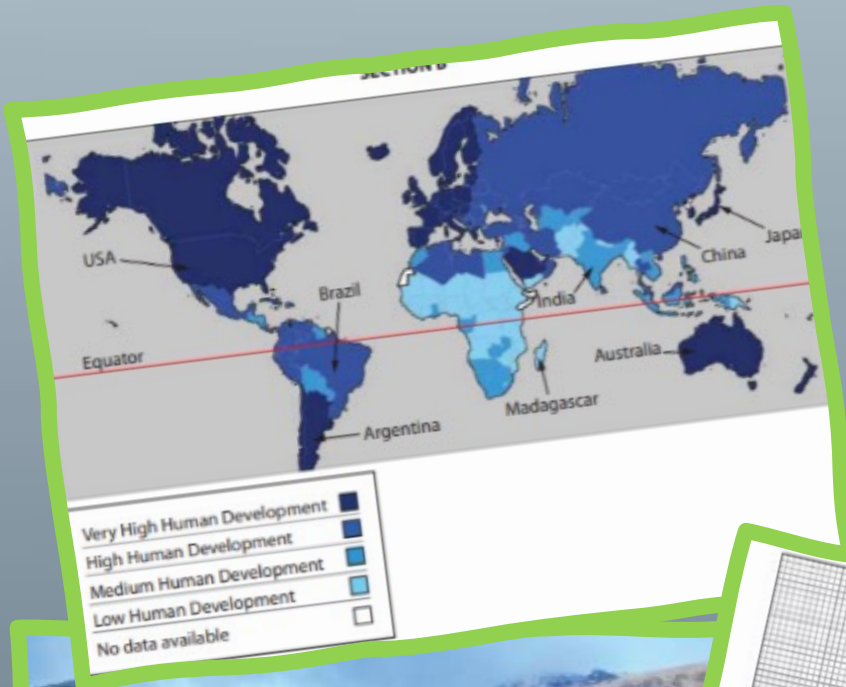 USA
Brazil
Japa
China
India
Equator
Australia
Madagascar
Argentina
Very High Human Development
High Human Development
Medium Human Development
Low Human Development
No data available